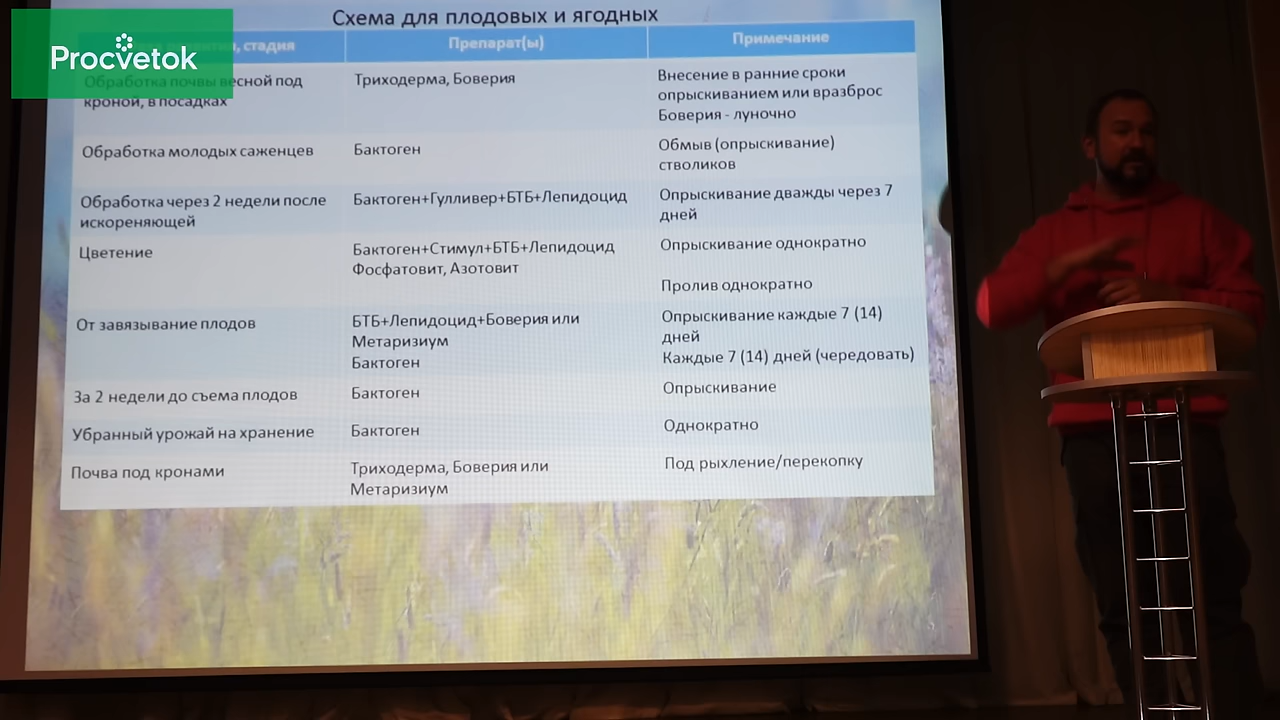 Procvetok
Схема для плодовых и ягодных
стадия
Препарат(ы)
Примечание
Обработка почвы весной под
кроной, в посадках
Триходерма, Боверия
Внесение в ранние сроки
опрыскиванием или вразброс
Боверия - луночно
Обработка молодых саженцев
Бактоген
Обмыв (опрыскивание)
стволиков
Обработка через 2 недели после
искореняющей
Бактоген+Гулливер+БТБ+Лепидоцид
Опрыскивание дважды через 7
дней
Цветение
Бактоген+Стимул+БТБ+Лепидоцид
Фосфатовит, Азотовит
Опрыскивание однократно
Пролив однократно
От завязывание плодов
БТБ+Лепидоцид+Боверия или
Метаризиум
Бактоген
Опрыскивание каждые 7 (14)
дней
Каждые 7 (14) дней (чередовать)
За 2 недели до съема плодов
Бактоген
Опрыскивание
Убранный урожай на хранение
Бактоген
Однократно
Почва под кронами
Триходерма, Боверия или
Метаризиум
Под рыхление/перекопку